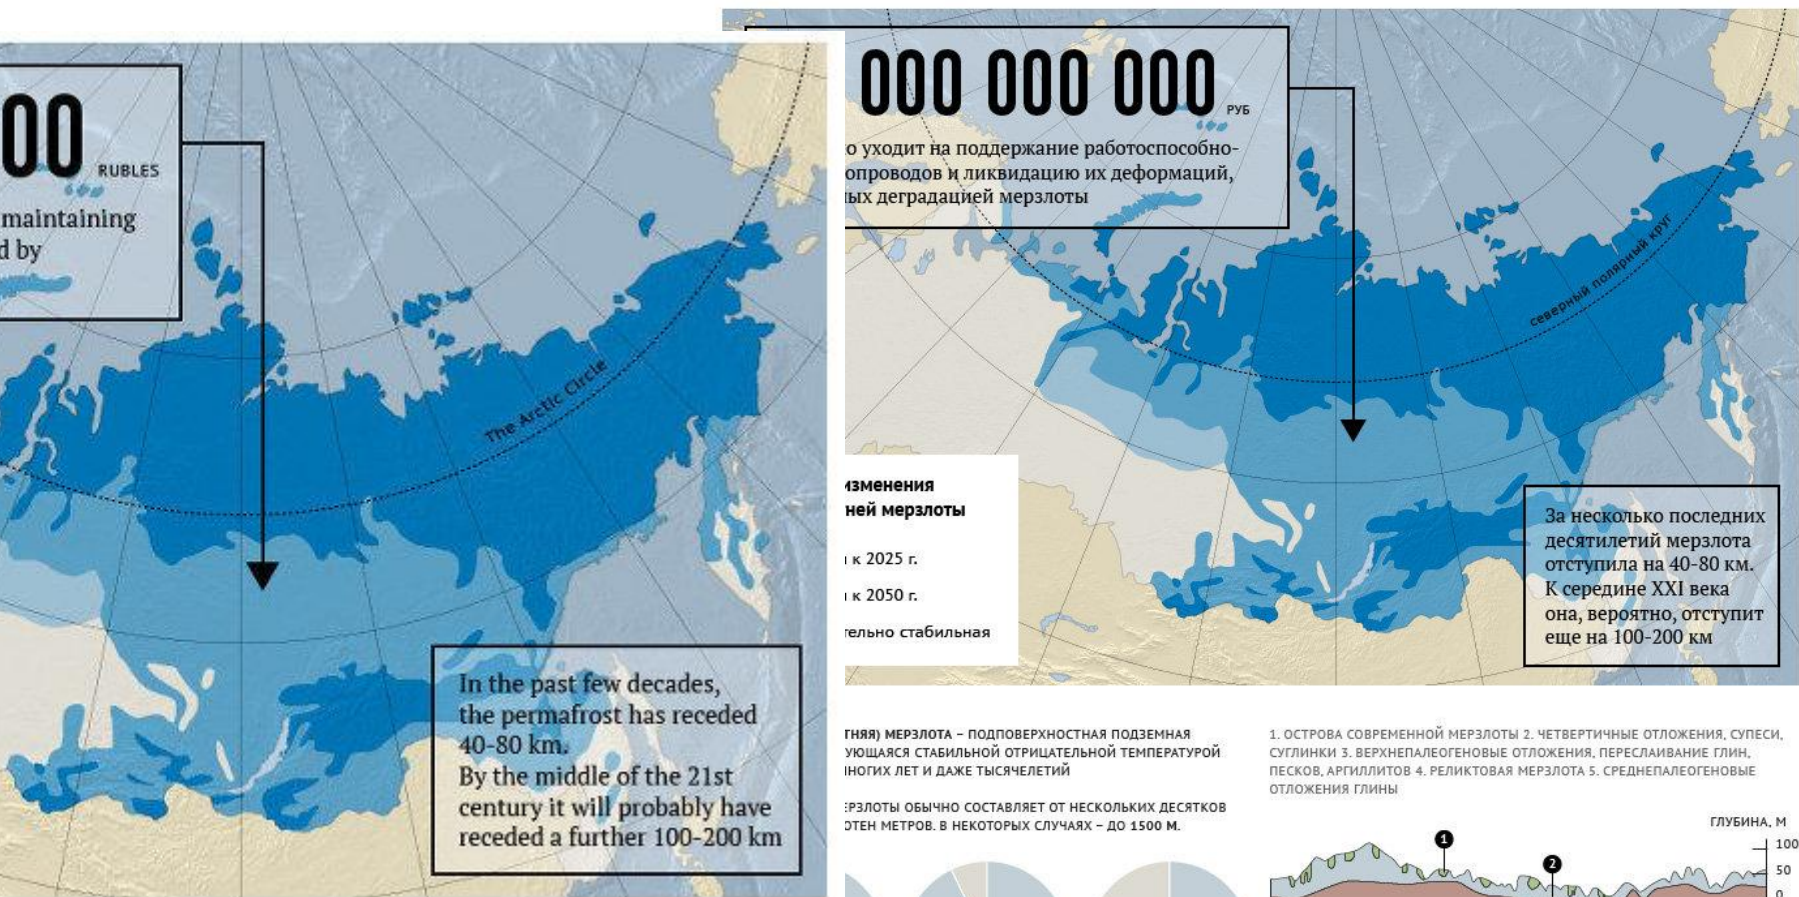 00 RUBLES
maintaining
d by
The Arctic Circle
In the past few decades,
the permafrost has receded
40-80 km.
By the middle of the 21st
century it will probably have
receded a further 100-200 km
000 000 000 РУБ
о уходит на поддержание работоспособно-
опроводов и ликвидацию их деформаций,
ых деградацией мерзлоты
северный полярный круг
изменения
ней мерзлоты
к 2025 г.
к 2050 г.
тельно стабильная
За несколько последних
десятилетий мерзлота
отступила на 40-80 км.
К середине XXI века
она, вероятно, отступит
еще на 100-200 км
ТНЯЯ) МЕРЗЛОТА – ПОДПОВЕРХНОСТНАЯ ПОДЗЕМНАЯ
УЮЩАЯСЯ СТАБИЛЬНОЙ ОТРИЦАТЕЛЬНОЙ ТЕМПЕРАТУРОЙ
НОГИХ ЛЕТ И ДАЖЕ ТЫСЯЧЕЛЕТИЙ
ЕРЗЛОТЫ ОБЫЧНО СОСТАВЛЯЕТ ОТ НЕСКОЛЬКИХ ДЕСЯТКОВ
ОТЕН МЕТРОВ. В НЕКОТОРЫХ СЛУЧАЯХ – ДО 1500 М.
1. ОСТРОВА СОВРЕМЕННОЙ МЕРЗЛОТЫ 2. ЧЕТВЕРТИЧНЫЕ ОТЛОЖЕНИЯ, СУПЕСИ,
СУГЛИНКИ 3. ВЕРХНЕПАЛЕОГЕНОВЫЕ ОТЛОЖЕНИЯ, ПЕРЕСЛАИВАНИЕ ГЛИН,
ПЕСКОВ, АРГИЛЛИТОВ 4. РЕЛИКТОВАЯ МЕРЗЛОТА 5. СРЕДНЕПАЛЕОГЕНОВЫЕ
ОТЛОЖЕНИЯ ГЛИНЫ
ГЛУБИНА, М
1
2
100
50
0